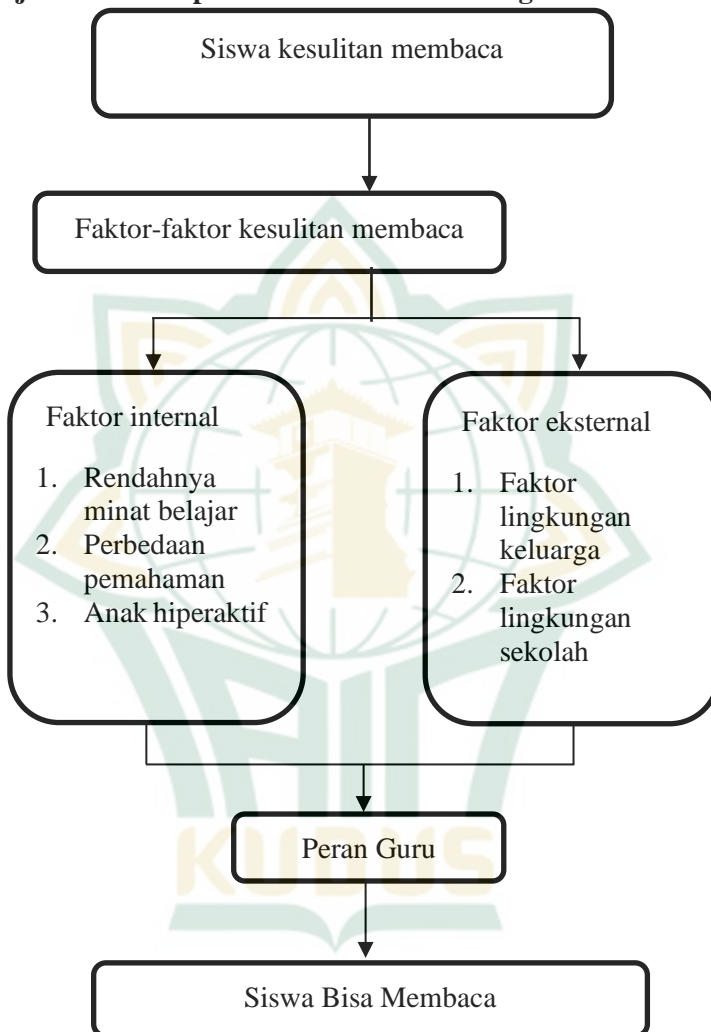 Siswa kesulitan membaca
Faktor-faktor kesulitan membaca
Faktor internal
1. Rendahnya
minat belajar
2. Perbedaan
pemahaman
3. Anak hiperaktif
Faktor eksternal
1. Faktor
lingkungan
keluarga
2. Faktor
lingkungan
sekolah
Peran Guru
KUDUS
Siswa Bisa Membaca